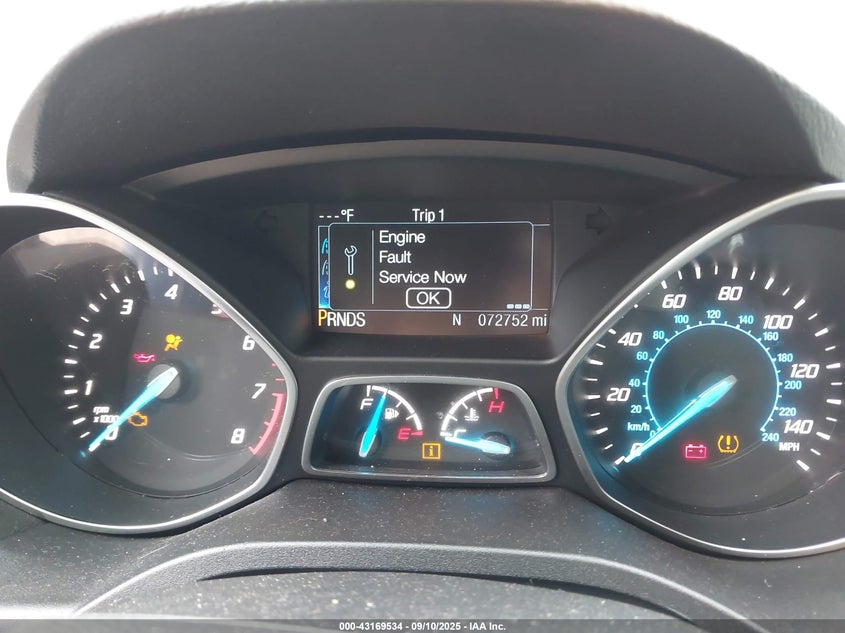 ---°F Trip 1
Engine
Fault
Service Now
OK
PRNDS N 072752 mi
0 1 2 3 4 5 6 7 8
rpm
x1000
F E
H C
i
0 20 40 60 80 100 120 140
MPH
0 20 40 60 80 100 120 140 160 180 200 220 240
km/h
000-43169534 - 09/10/2025 - IAA Inc.